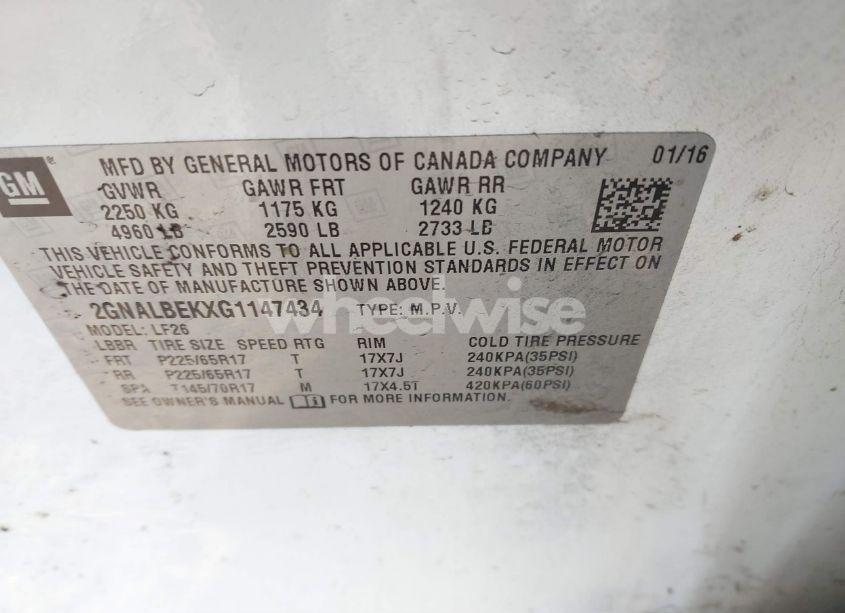 GM
MFD BY GENERAL MOTORS OF CANADA COMPANY 01/16
GVWR GAWR FRT GAWR RR
2250 KG 1175 KG 1240 KG
4960 LB 2590 LB 2733 LB
THIS VEHICLE CONFORMS TO ALL APPLICABLE U.S. FEDERAL MOTOR
VEHICLE SAFETY AND THEFT PREVENTION STANDARDS IN EFFECT ON
THE DATE OF MANUFACTURE SHOWN ABOVE.
2GNALBEKXG1147434 TYPE: M.P.V.
wheelwise
MODEL: LF26
LBBR TIRE SIZE SPEED RTG RIM COLD TIRE PRESSURE
FRT P225/65R17 T 17X7J 240KPA(35PSI)
RR P225/65R17 T 17X7J 240KPA(35PSI)
SPA T145/70R17 M 17X4.5T 420KPA(60PSI)
SEE OWNER'S MANUAL FOR MORE INFORMATION.